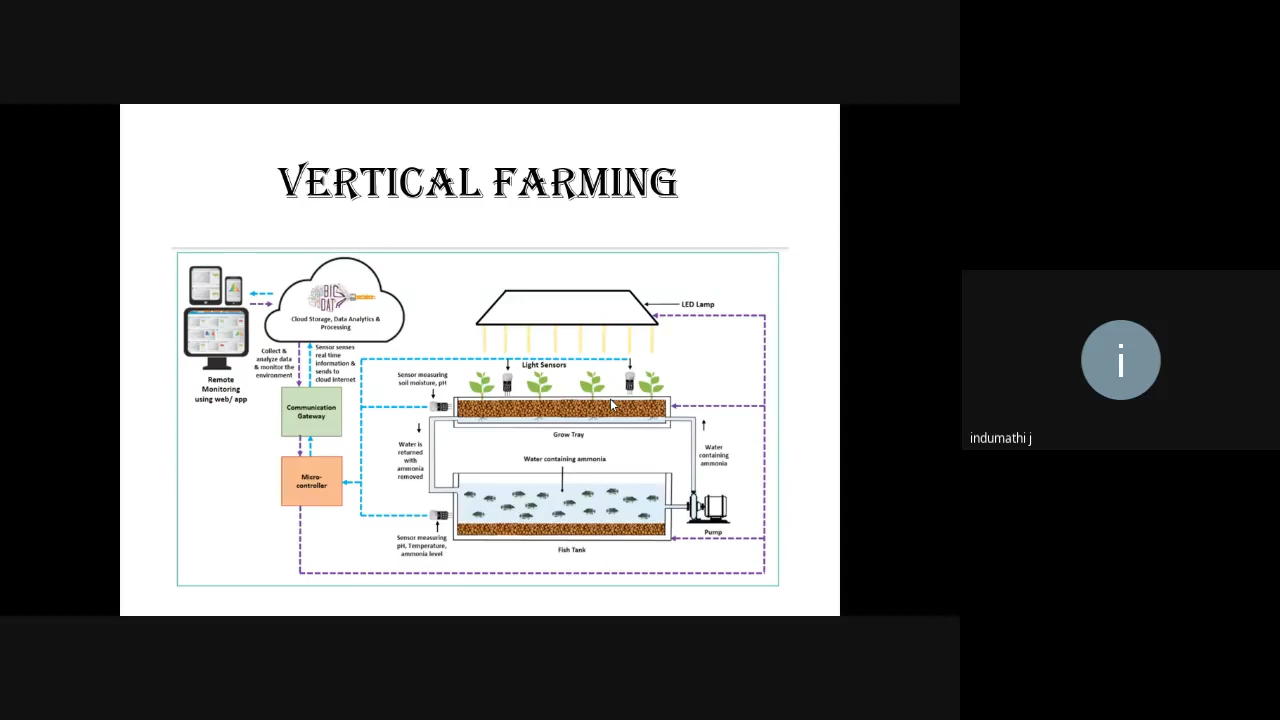 VERTICAL FARMING
BIG
DAT
Cloud Storage, Data Analytics &
Processing
LED Lamp
Collect &
analyze data
& monitor the
environment
Sensor senses
real time
information &
sends to
cloud internet
Remote
Monitoring
using web/ app
Communication
Gateway
Micro-
controller
Sensor measuring
soil moisture, pH
Light Sensors
Grow Tray
Water is
returned
with
ammonia
removed
Water containing ammonia
Water
containing
ammonia
Pump
Sensor measuring
pH, Temperature,
ammonia level
Fish Tank
i
indumathi j